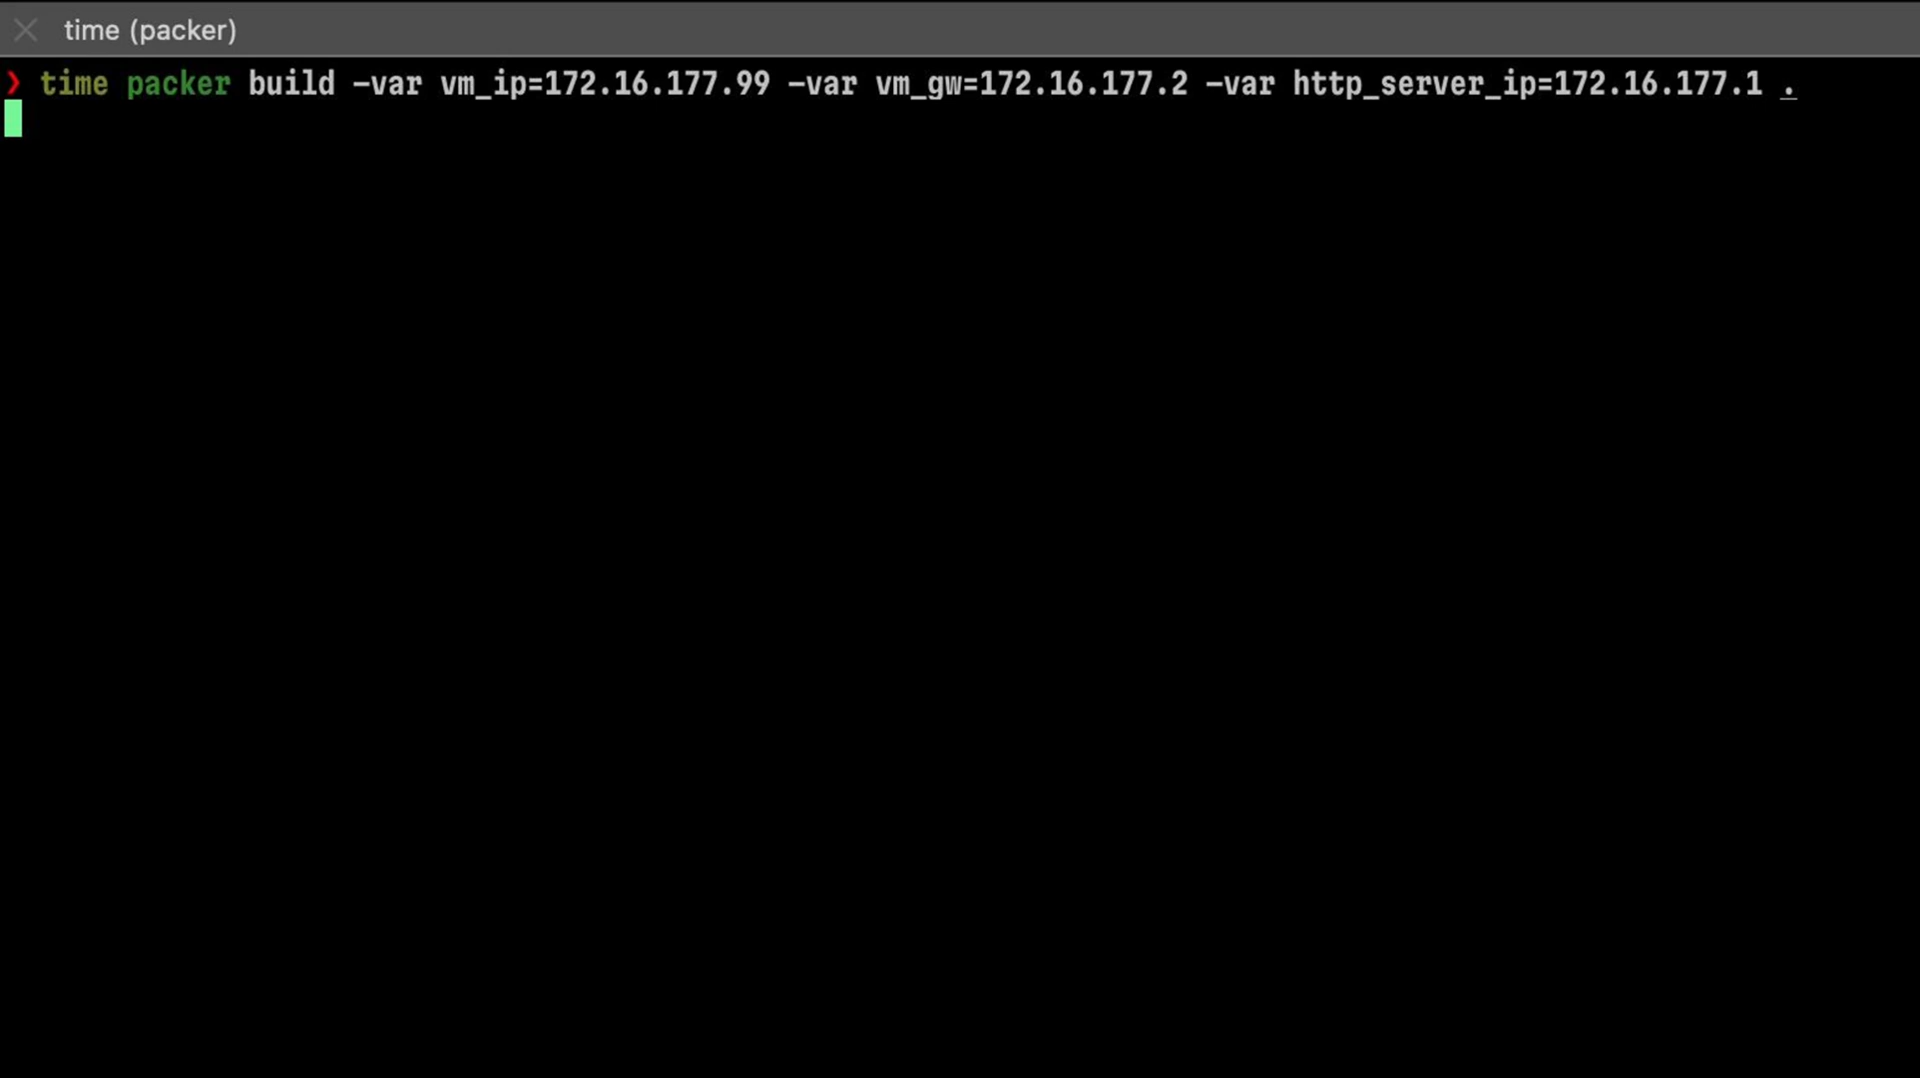 time (packer)
❯ time packer build -var vm_ip=172.16.177.99 -var vm_gw=172.16.177.2 -var http_server_ip=172.16.177.1 .